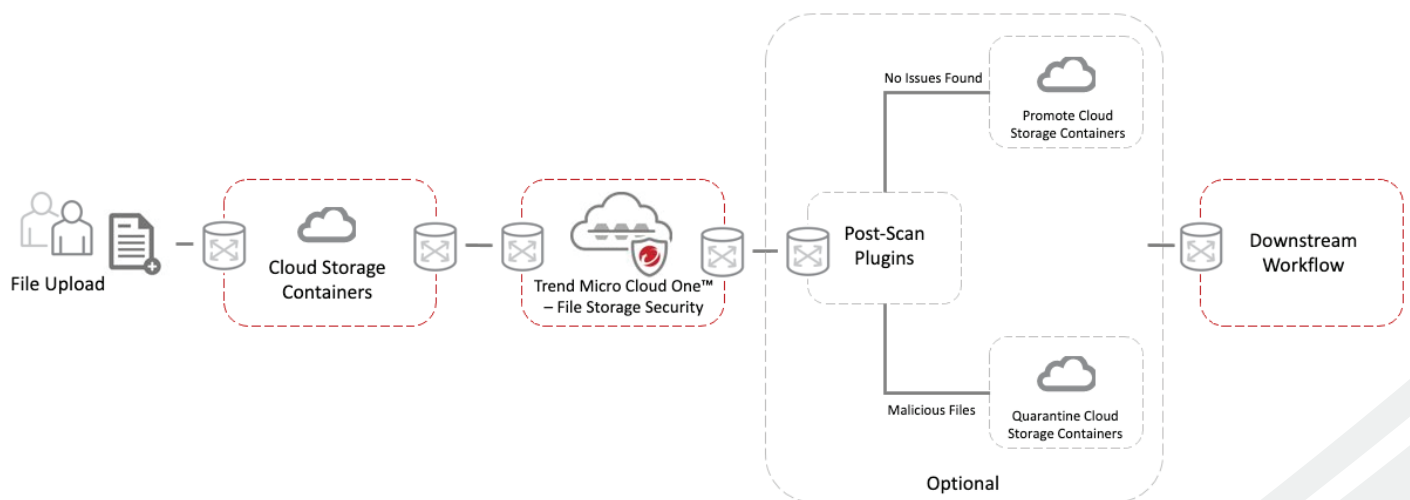 File Upload
Cloud Storage
Containers
Trend Micro Cloud One™
– File Storage Security
Post-Scan
Plugins
No Issues Found
Promote Cloud
Storage Containers
Malicious Files
Quarantine Cloud
Storage Containers
Optional
Downstream
Workflow